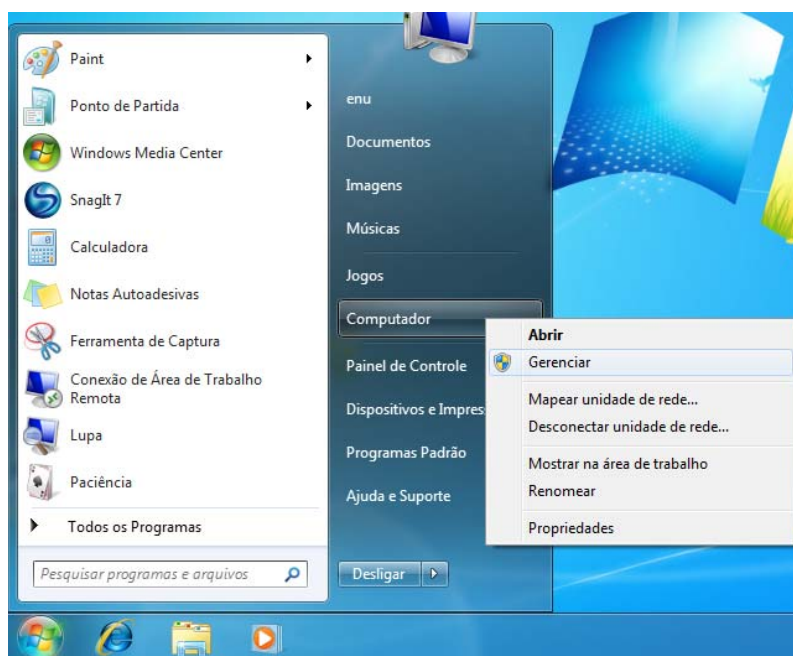 Paint
Ponto de Partida
Windows Media Center
SnagIt 7
Calculadora
Notas Autoadesivas
Ferramenta de Captura
Conexão de Área de Trabalho
Remota
Lupa
Paciência
Todos os Programas
Pesquisar programas e arquivos
enu
Documentos
Imagens
Músicas
Jogos
Computador
Painel de Controle
Dispositivos e Impres
Programas Padrão
Ajuda e Suporte
Desligar
Abrir
Gerenciar
Mapear unidade de rede...
Desconectar unidade de rede...
Mostrar na área de trabalho
Renomear
Propriedades